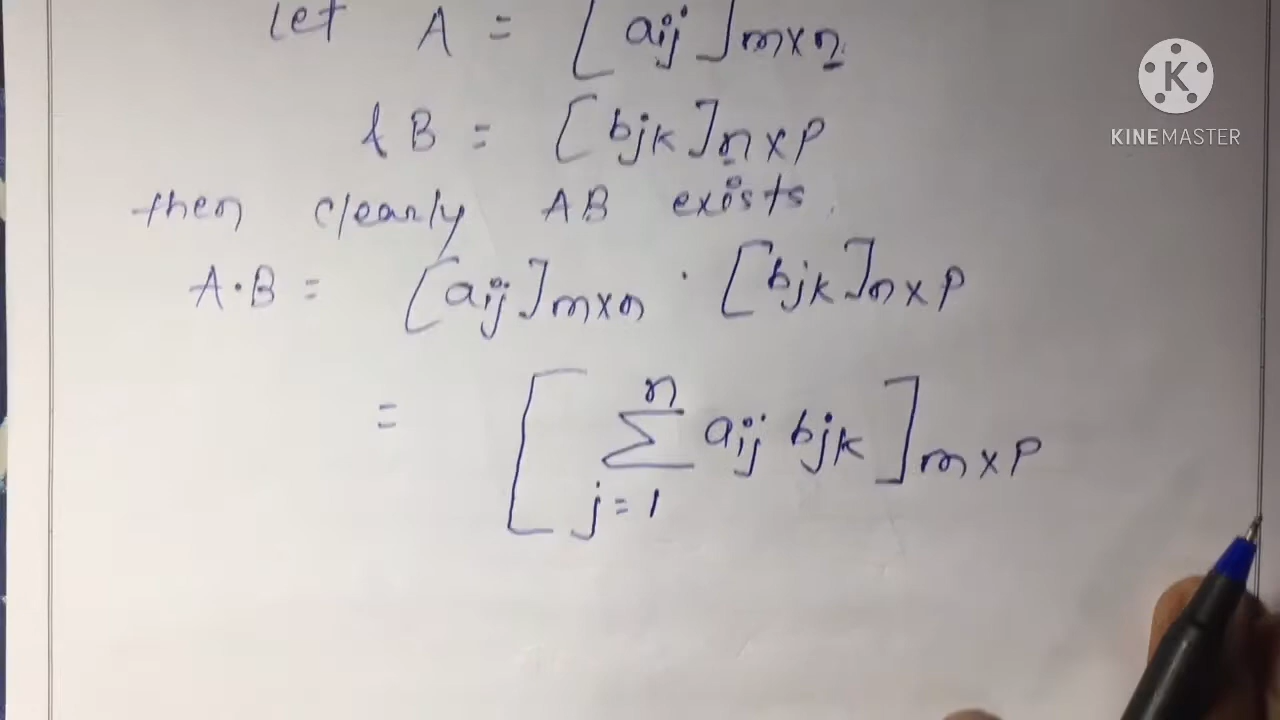 let A = [aij]m×n
& B = [bjk]n×p
K
KINEMASTER
then clearly AB exists.
A·B = [aij]m×n · [bjk]n×p
= [ n∑j=1 aij bjk ]m×p